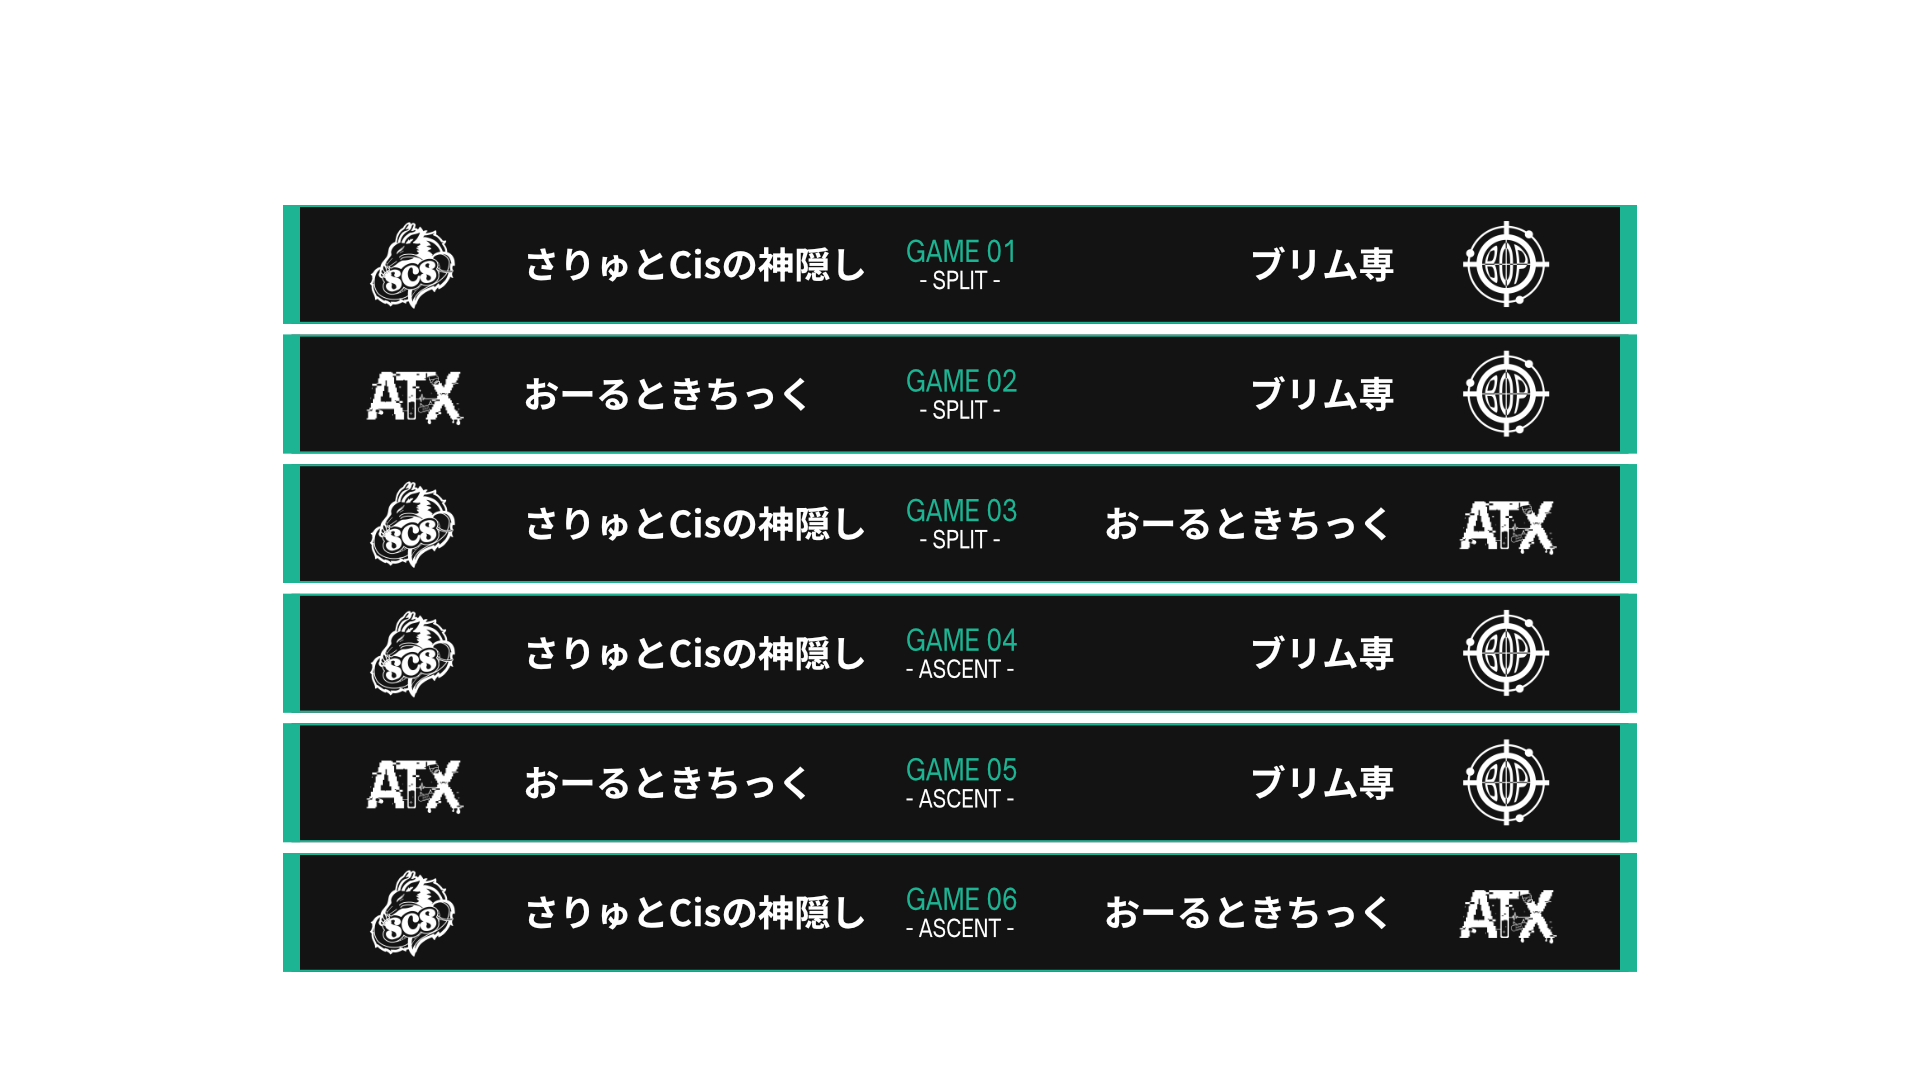 SC8 さりゅとCisの神隠し GAME 01 ブリム専 BOP
- SPLIT -
ATX おーるときちっく GAME 02 ブリム専 BOP
- SPLIT -
SC8 さりゅとCisの神隠し GAME 03 おーるときちっく ATX
- SPLIT -
SC8 さりゅとCisの神隠し GAME 04 ブリム専 BOP
- ASCENT -
ATX おーるときちっく GAME 05 ブリム専 BOP
- ASCENT -
SC8 さりゅとCisの神隠し GAME 06 おーるときちっく ATX
- ASCENT -